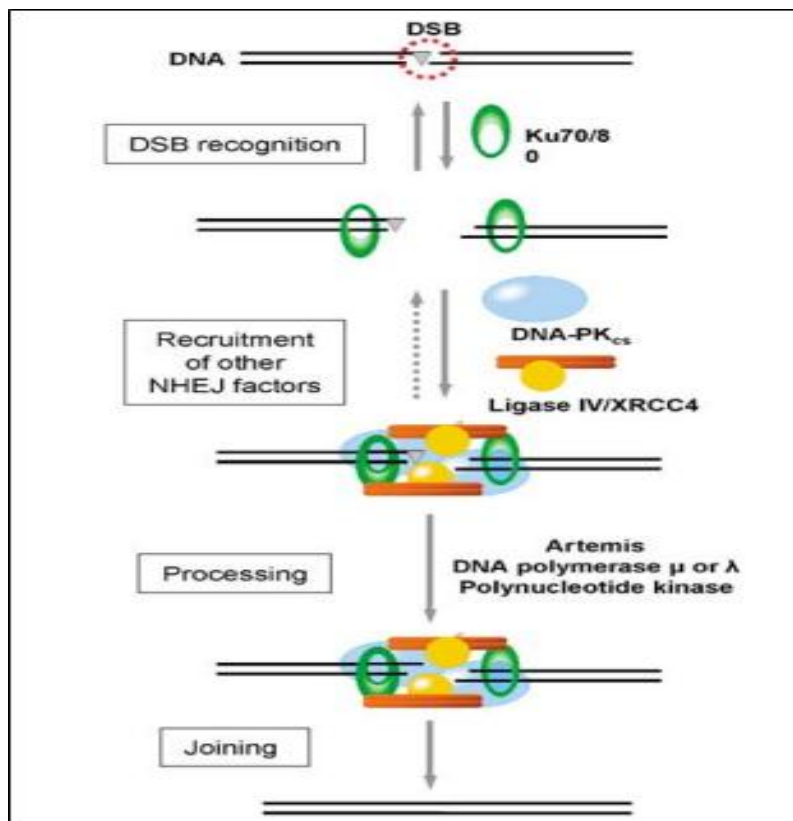 DSB
DNA
DSB recognition
Ku70/8
0
Recruitment
of other
NHEJ factors
DNA-PKcs
Ligase IV/XRCC4
Processing
Artemis
DNA polymerase μ or λ
Polynucleotide kinase
Joining